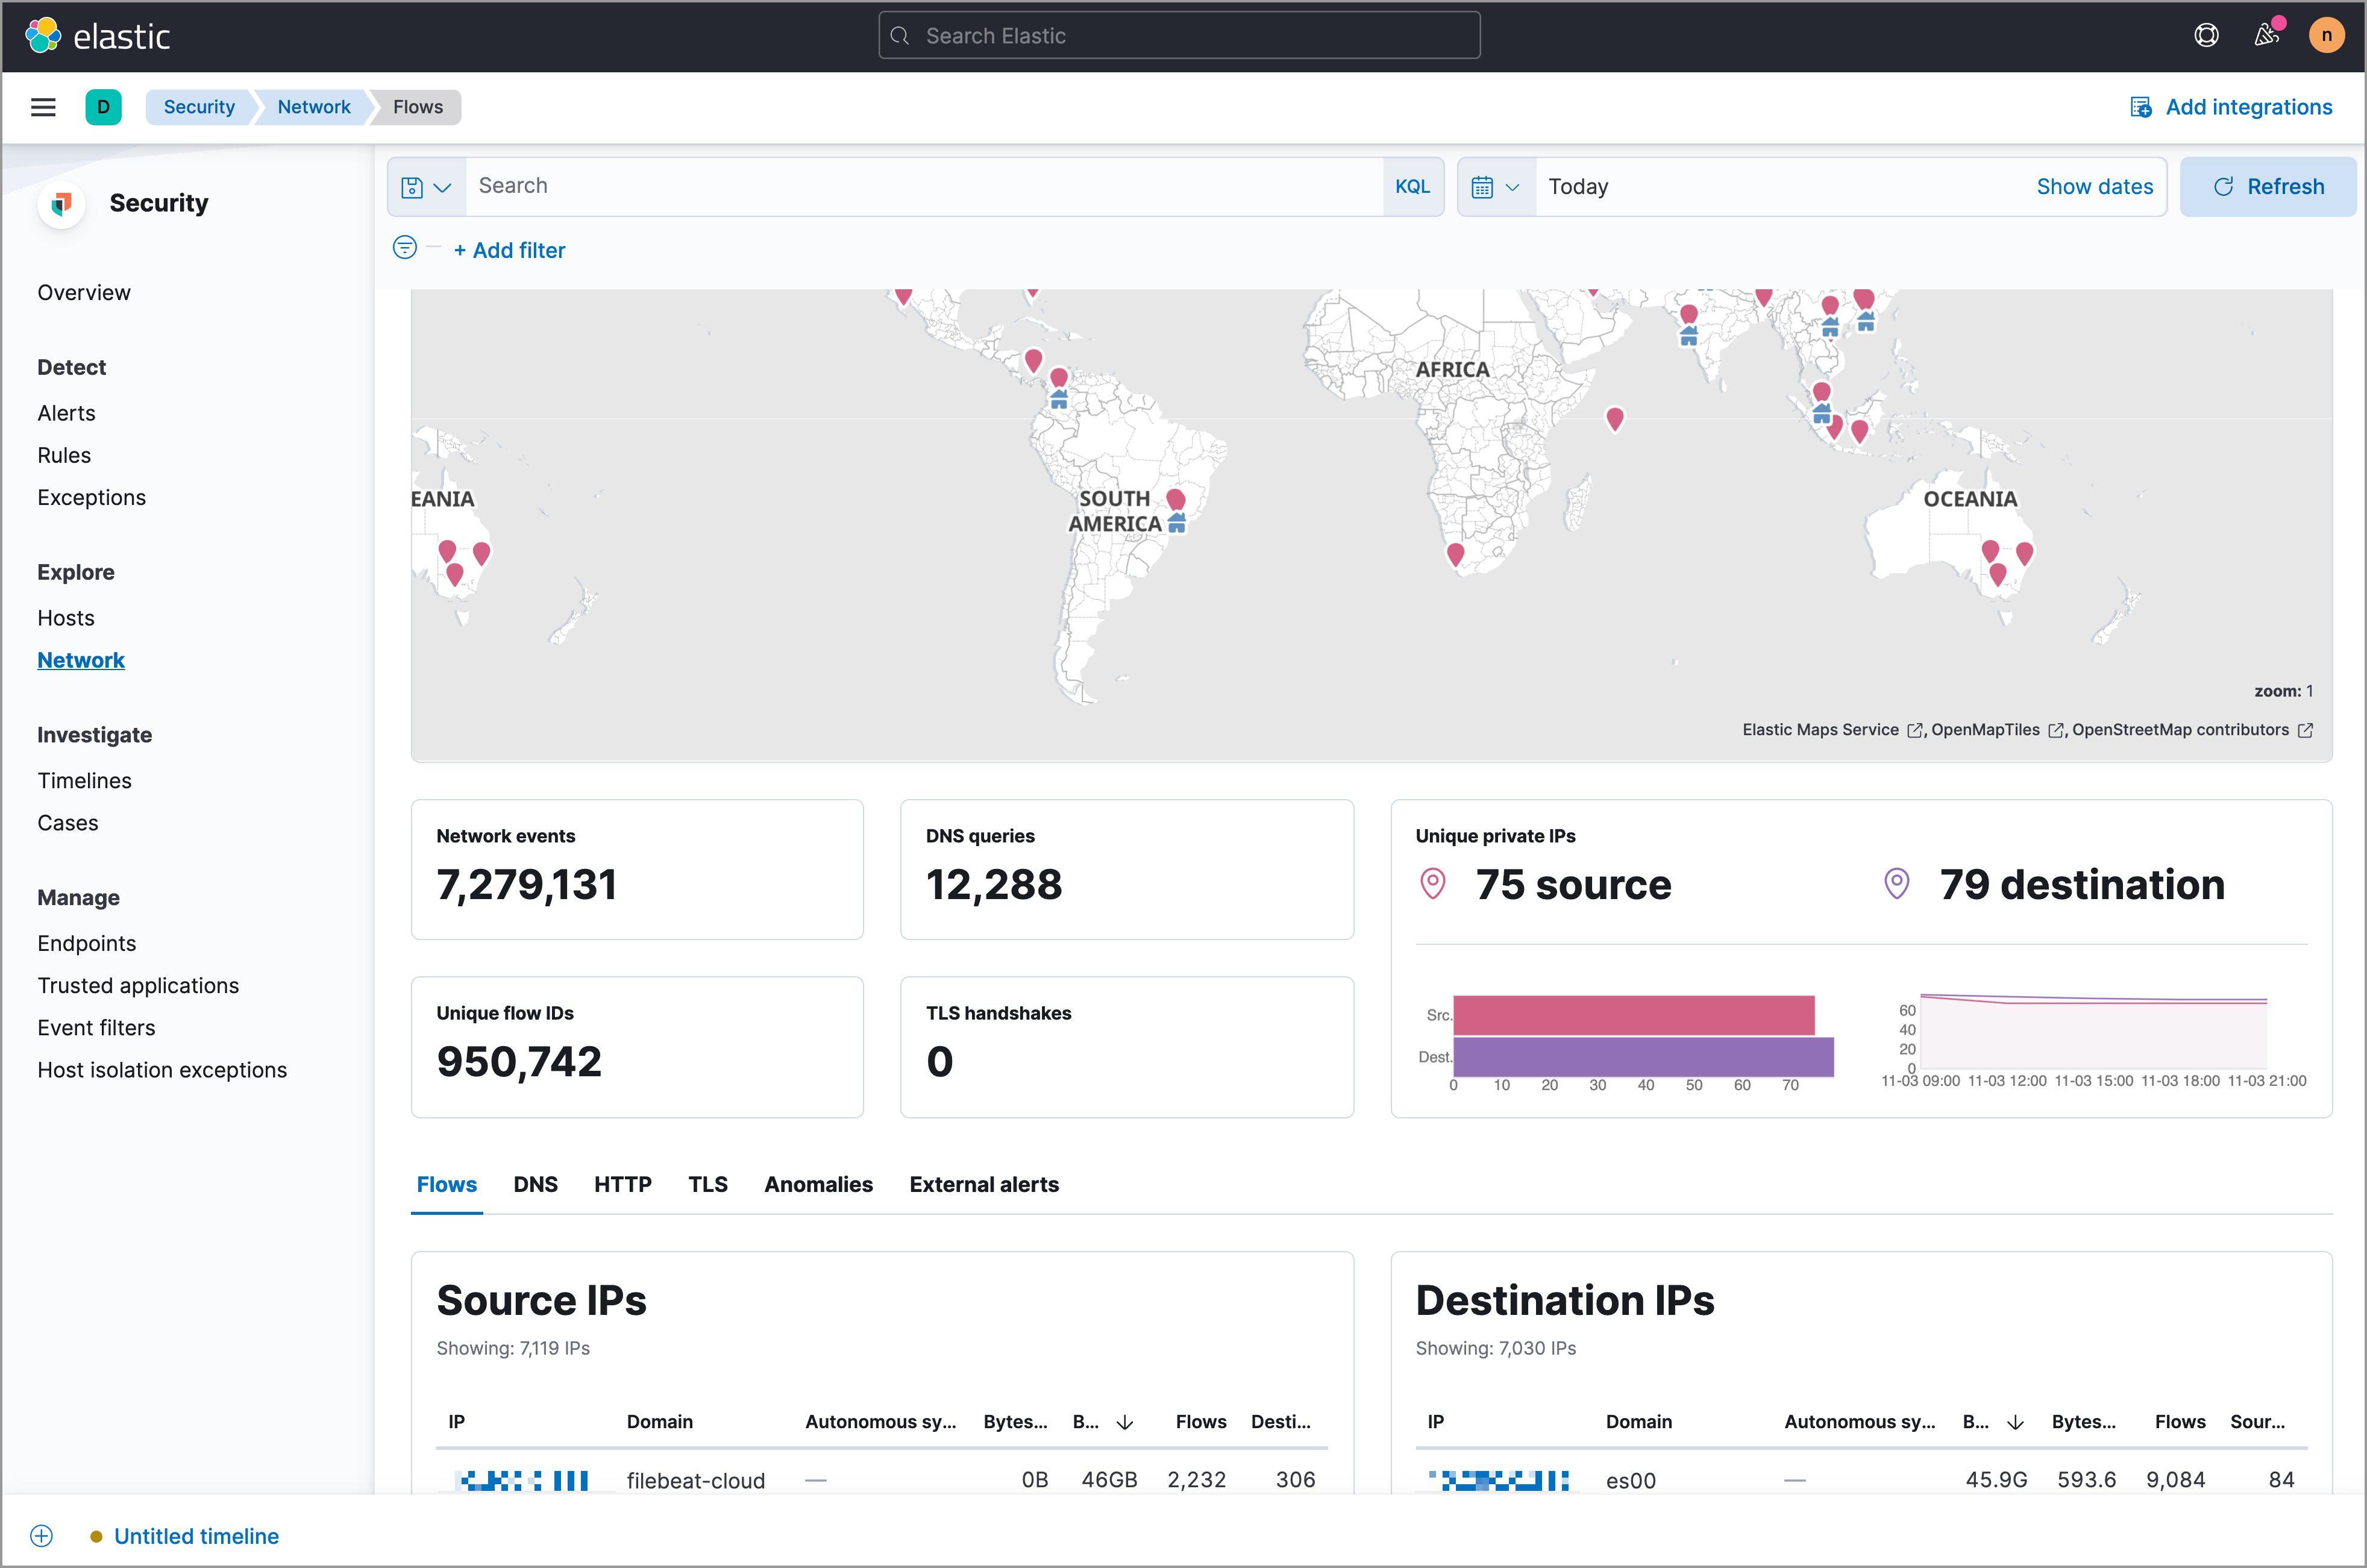 elastic
Search Elastic
n
D
Security
Network
Flows
Add integrations
Security
Overview
Detect
Alerts
Rules
Exceptions
Explore
Hosts
Network
Investigate
Timelines
Cases
Manage
Endpoints
Trusted applications
Event filters
Host isolation exceptions
Search
KQL
Today
Show dates
Refresh
+ Add filter
AFRICA
EANIA
SOUTH
AMERICA
OCEANIA
zoom: 1
Elastic Maps Service , OpenMapTiles , OpenStreetMap contributors
Network events
7,279,131
DNS queries
12,288
Unique private IPs
75 source
79 destination
Unique flow IDs
950,742
TLS handshakes
0
Src.
Dest.
0 10 20 30 40 50 60 70
60
40
20
0
11-03 09:00 11-03 12:00 11-03 15:00 11-03 18:00 11-03 21:00
Flows DNS HTTP TLS Anomalies External alerts
Source IPs
Showing: 7,119 IPs
IP Domain Autonomous sy... Bytes... B... Flows Desti...
filebeat-cloud — 0B 46GB 2,232 306
Destination IPs
Showing: 7,030 IPs
IP Domain Autonomous sy... B... Bytes... Flows Sour...
es00 — 45.9G 593.6 9,084 84
Untitled timeline